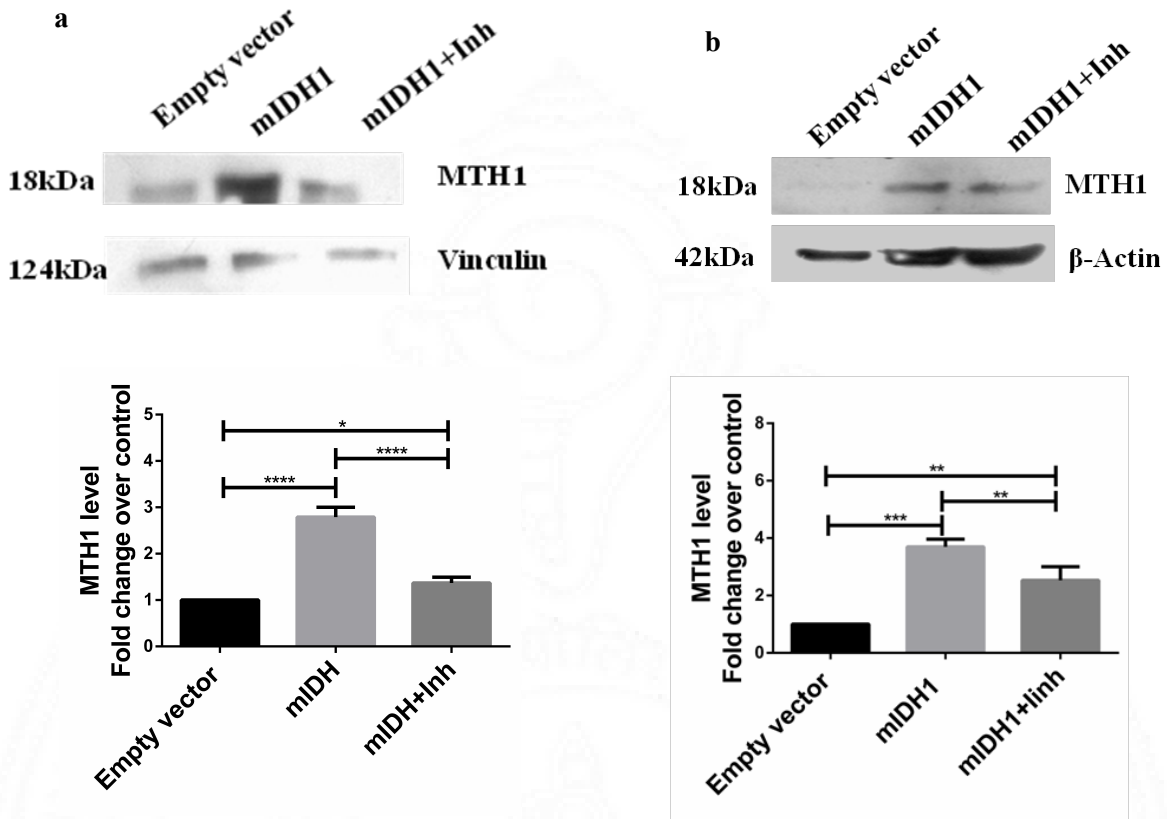 a
Empty vector
mIDH1
mIDH1+Inh
18kDa
MTH1
124kDa
Vinculin
MTH1 level
Fold change over control
5
4
3
2
1
0
*
****
****
Empty vector
mIDH
mIDH+Inh
b
Empty vector
mIDH1
mIDH1+Inh
18kDa
MTH1
42kDa
β-Actin
MTH1 level
Fold change over control
8
6
4
2
0
**
**
***
Empty vector
mIDH1
mIDH1+Iinh